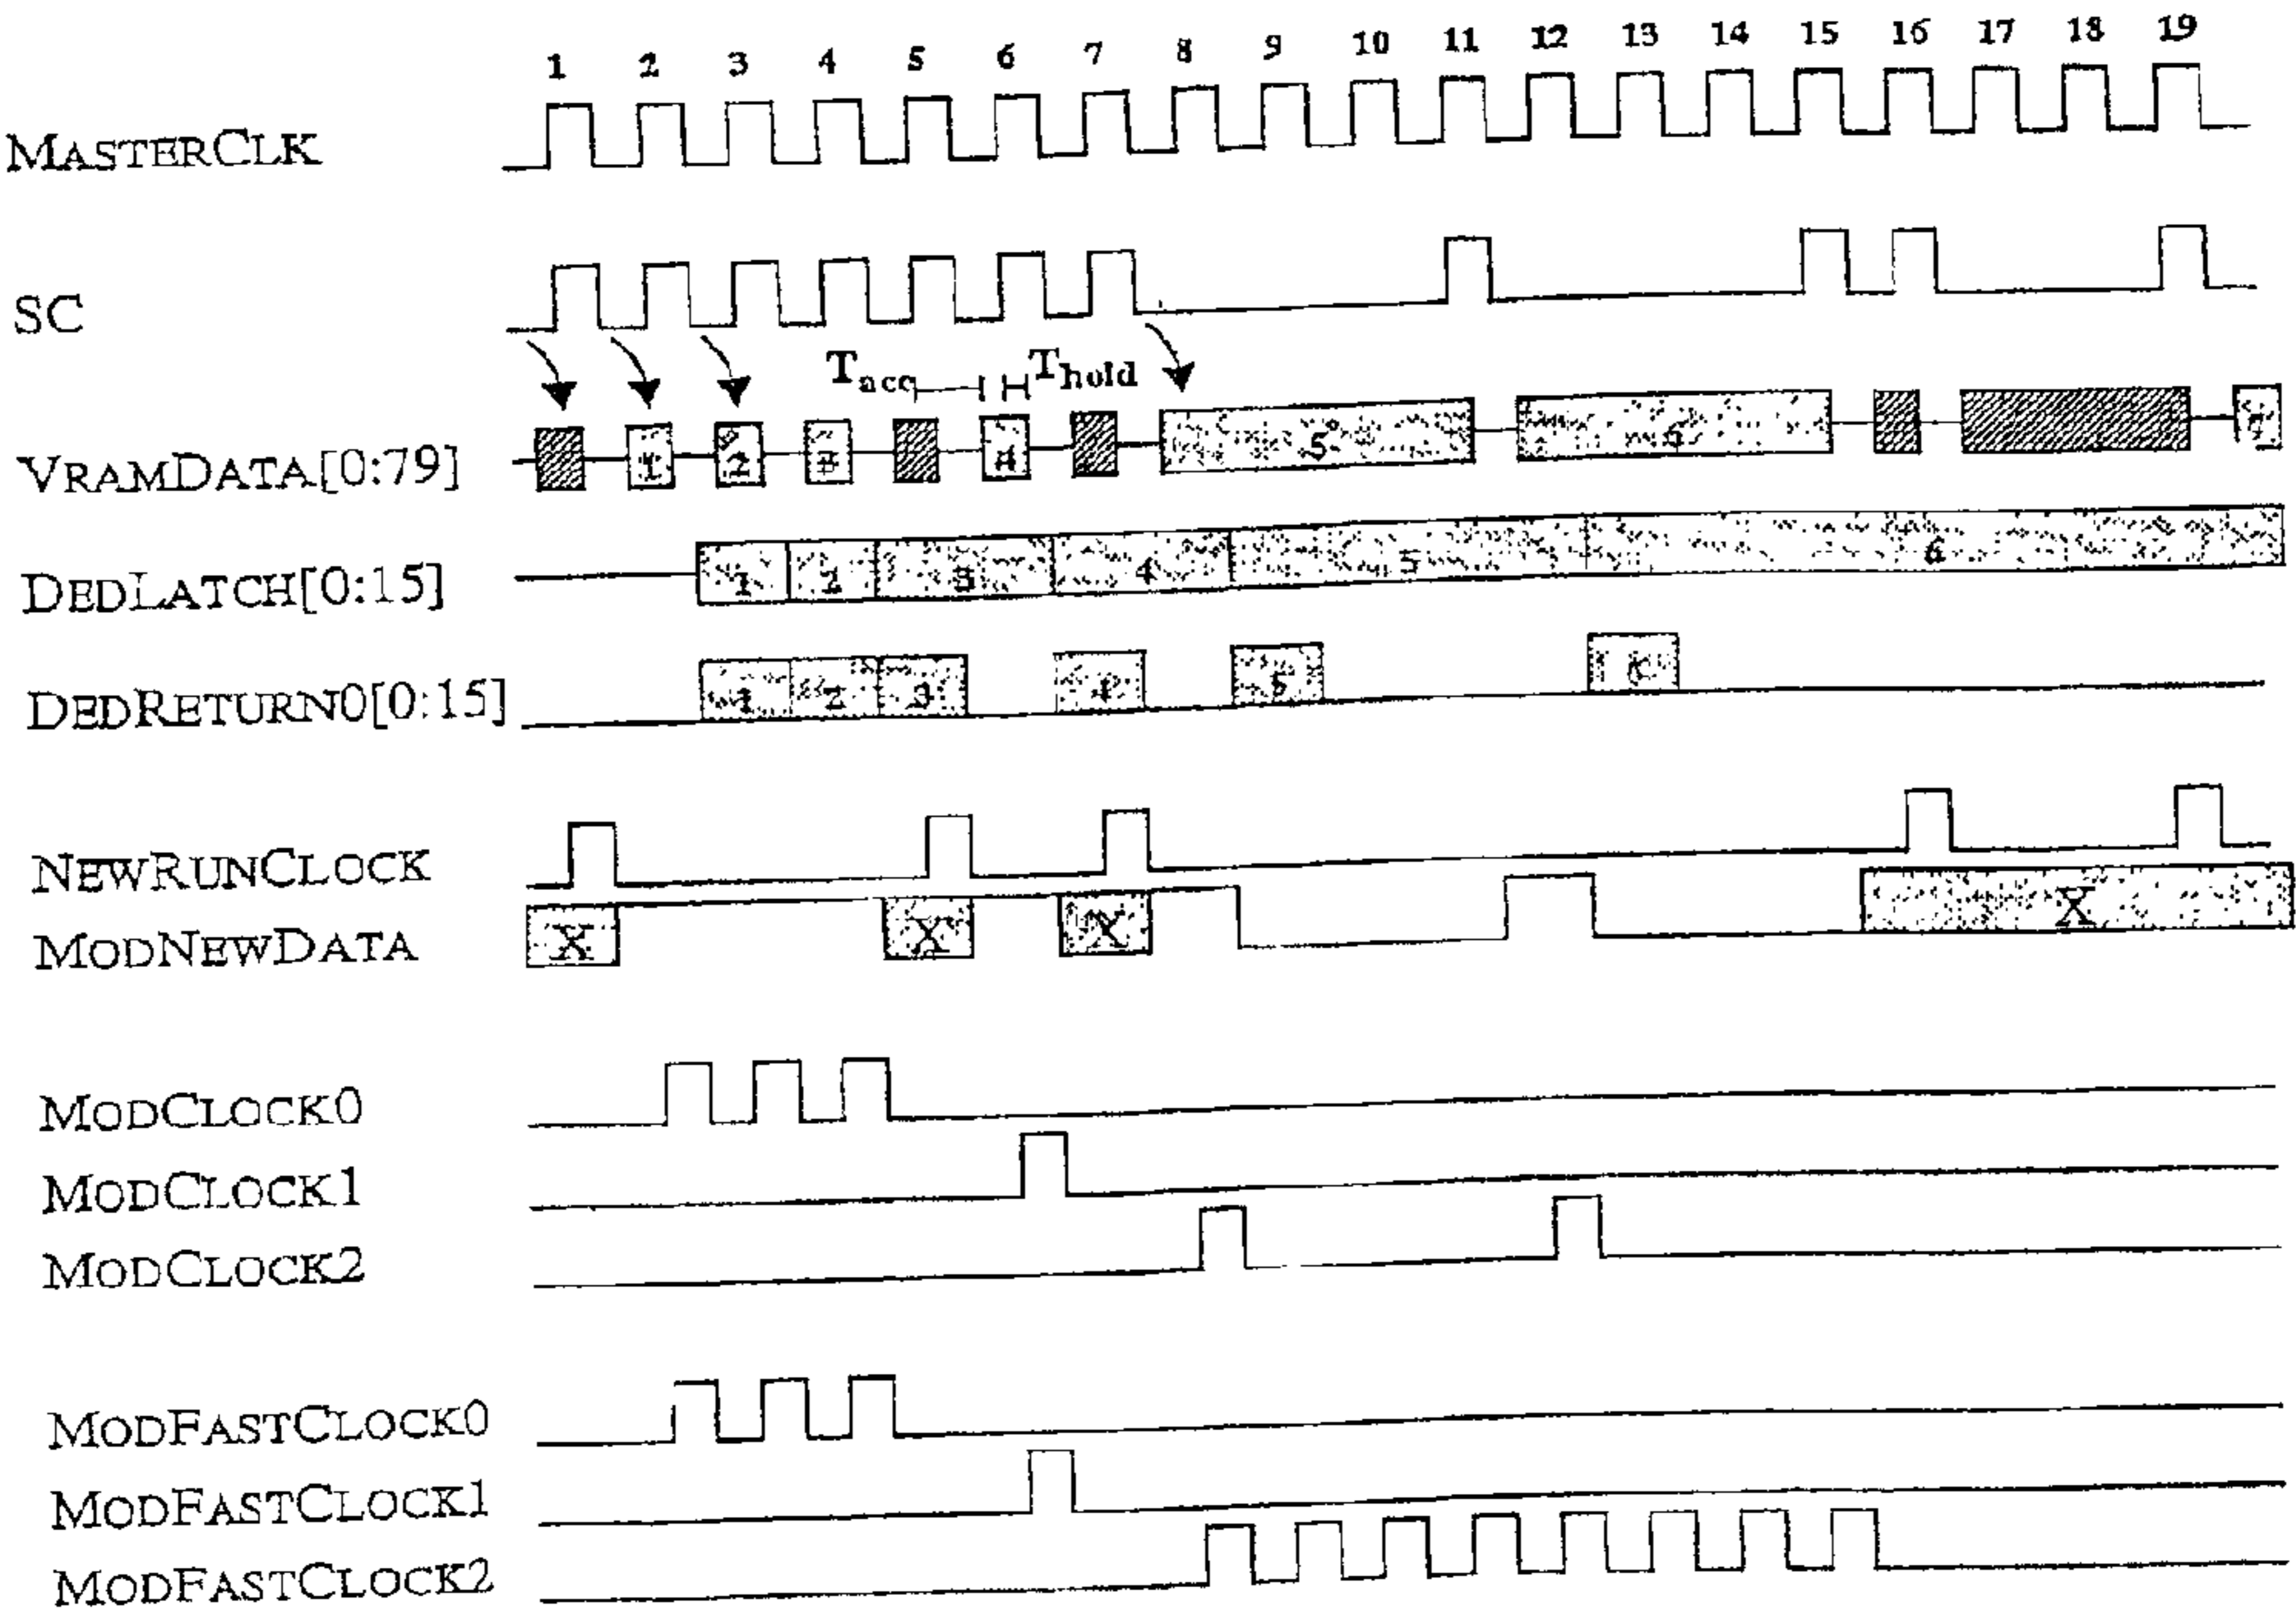 1 2 3 4 5 6 7 8 9 10 11 12 13 14 15 16 17 18 19
MASTERCLK
SC
Tacc Thold
VRAMDATA[0:79] 1 2 3 4 5 6 7
DEDLATCH[0:15] 1 2 3 4 5 6
DEDRETURN0[0:15] 1 2 3 4 5
NEWRUNCLOCK
MODNEWDATA X X X X
MODCLOCK0
MODCLOCK1
MODCLOCK2
MODFASTCLOCK0
MODFASTCLOCK1
MODFASTCLOCK2